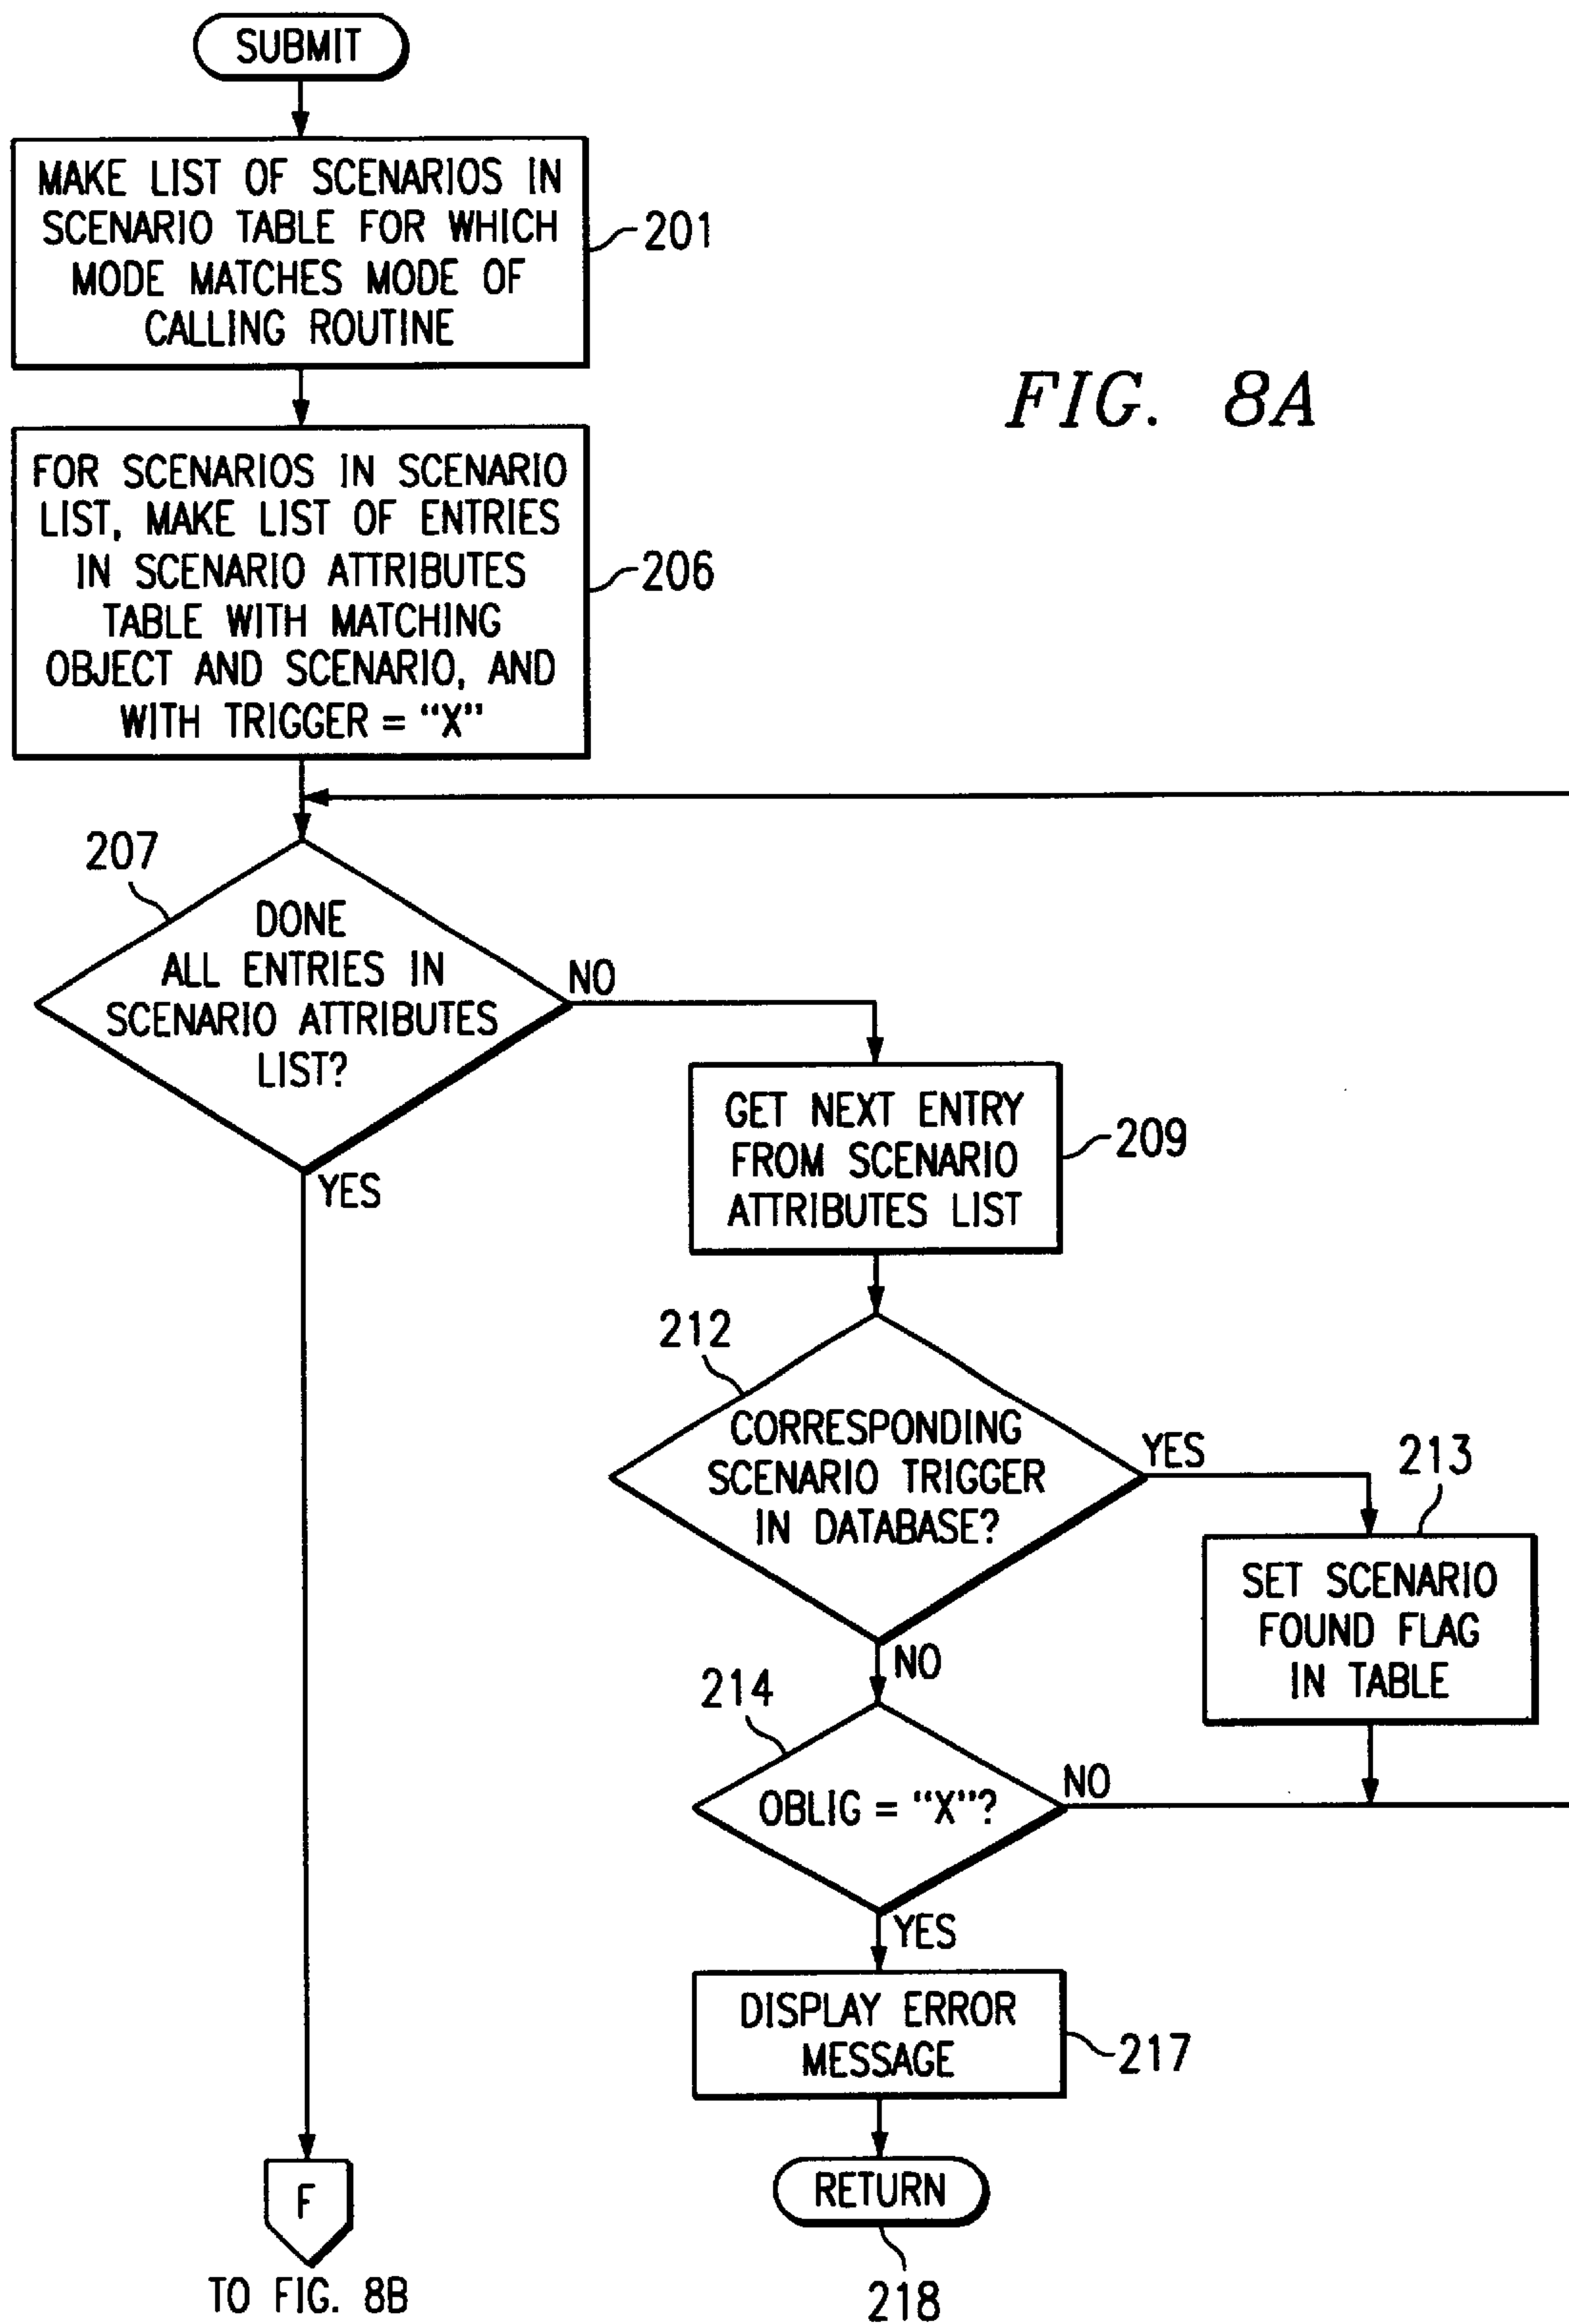 SUBMIT
MAKE LIST OF SCENARIOS IN
SCENARIO TABLE FOR WHICH
MODE MATCHES MODE OF
CALLING ROUTINE
201
FIG. 8A
FOR SCENARIOS IN SCENARIO
LIST, MAKE LIST OF ENTRIES
IN SCENARIO ATTRIBUTES
TABLE WITH MATCHING
OBJECT AND SCENARIO, AND
WITH TRIGGER = “X”
206
207
DONE
ALL ENTRIES IN
SCENARIO ATTRIBUTES
LIST?
NO
YES
GET NEXT ENTRY
FROM SCENARIO
ATTRIBUTES LIST
209
212
CORRESPONDING
SCENARIO TRIGGER
IN DATABASE?
YES
213
SET SCENARIO
FOUND FLAG
IN TABLE
NO
214
OBLIG = “X”?
NO
YES
DISPLAY ERROR
MESSAGE
217
RETURN
218
F
TO FIG. 8B